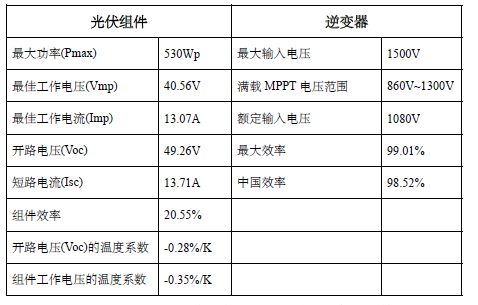 光伏组件 逆变器
最大功率(Pmax) 530Wp 最大输入电压 1500V
最佳工作电压(Vmp) 40.56V 满载 MPPT 电压范围 860V~1300V
最佳工作电流(Imp) 13.07A 额定输入电压 1080V
开路电压(Voc) 49.26V 最大效率 99.01%
短路电流(Isc) 13.71A 中国效率 98.52%
组件效率 20.55%
开路电压(Voc)的温度系数 -0.28%/K
组件工作电压的温度系数 -0.35%/K